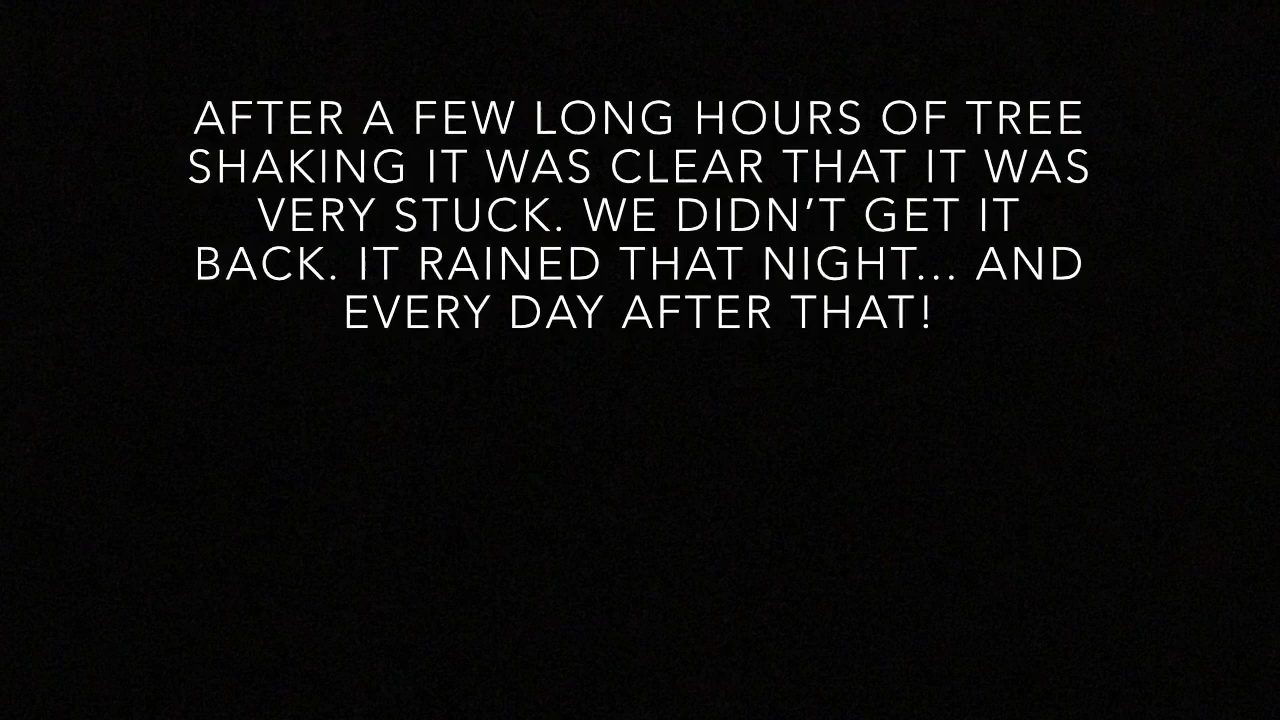 AFTER A FEW LONG HOURS OF TREE
SHAKING IT WAS CLEAR THAT IT WAS
VERY STUCK. WE DIDN’T GET IT
BACK. IT RAINED THAT NIGHT... AND
EVERY DAY AFTER THAT!